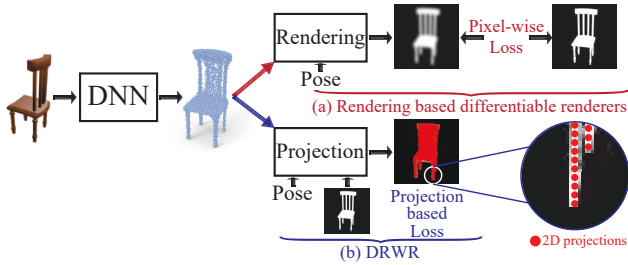 DNN
Rendering
Pose
Pixel-wise
Loss
(a) Rendering based differentiable renderers
Projection
Pose
Projection
based
Loss
2D projections
(b) DRWR